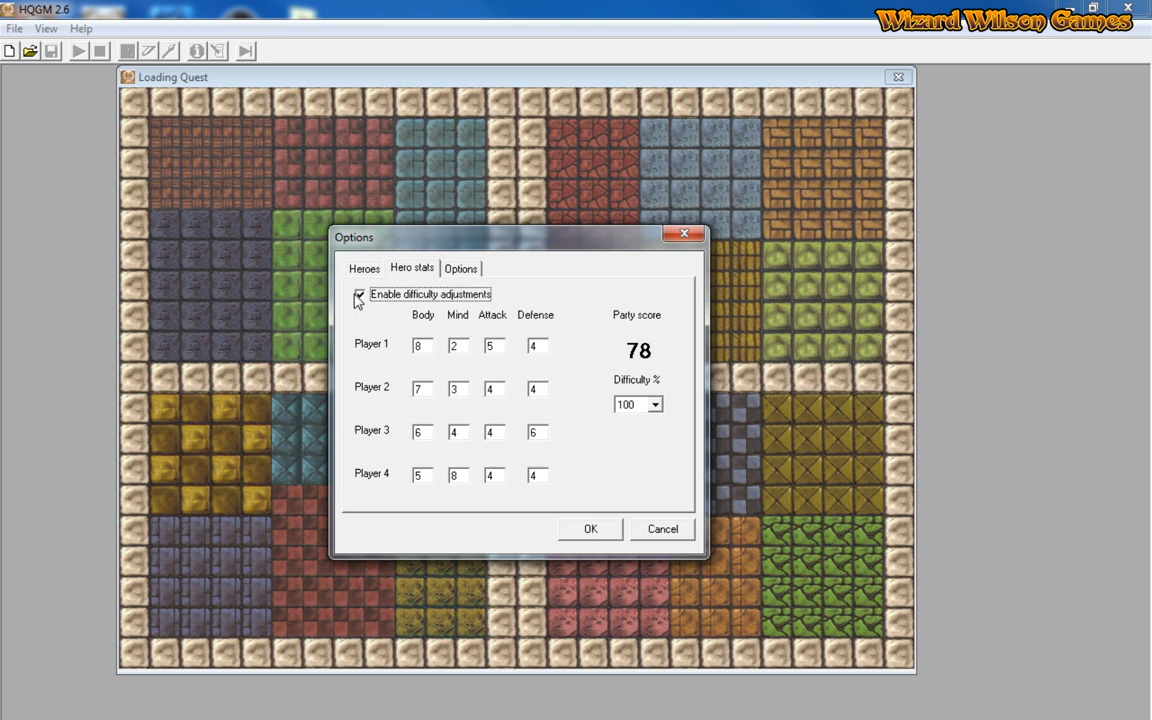 HQGM 2.6
Wizard Wilson Games
File View Help
Loading Quest
Options
Heroes Hero stats Options
Enable difficulty adjustments
Body Mind Attack Defense Party score
Player 1 8 2 5 4 78
Difficulty %
Player 2 7 3 4 4
100
Player 3 6 4 4 6
Player 4 5 8 4 4
OK Cancel